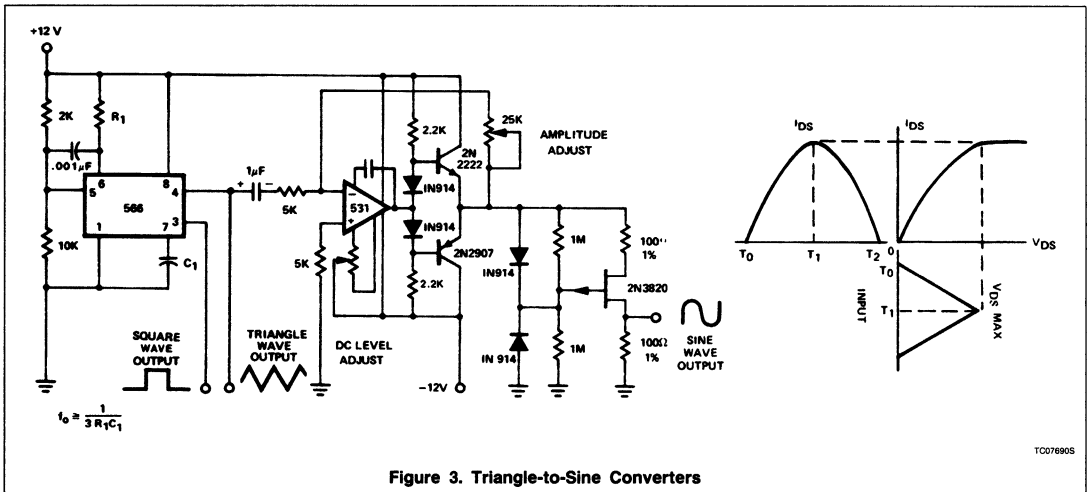 +12 V
2K
R1
.001µF
5
6
8
4
566
3
1
7
10K
C1
1µF
+
−
5K
−
531
+
5K
2.2K
IN914
IN914
2.2K
2N
2222
2N2907
25K
AMPLITUDE
ADJUST
IN914
IN 914
1M
1M
100Ω
1%
2N3820
100Ω
1%
SINE
WAVE
OUTPUT
SQUARE
WAVE
OUTPUT
TRIANGLE
WAVE
OUTPUT
DC LEVEL
ADJUST
−12V
fo ≅ 1
3 R1C1
IDS
IDS
T0
T1
T2
0
VDS
T0
T1
INPUT
VDS MAX
TC07690S
Figure 3. Triangle-to-Sine Converters